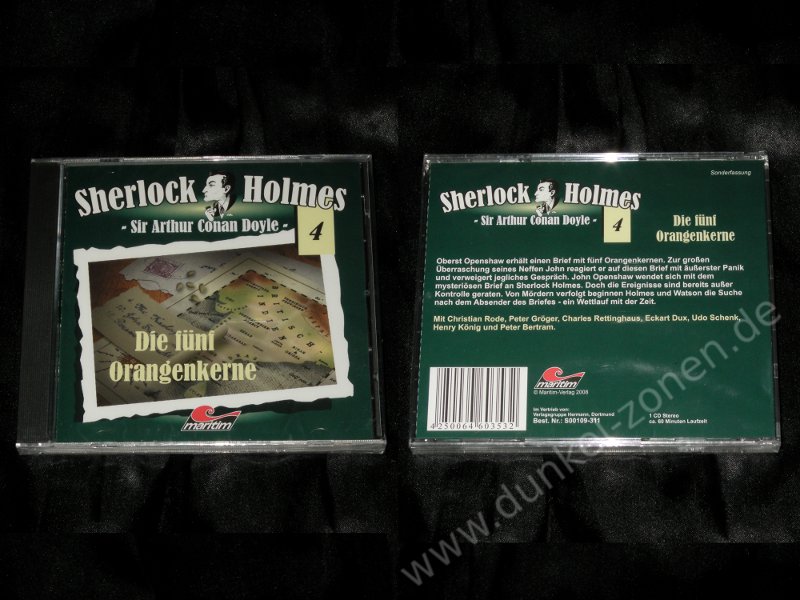 Sherlock Holmes
- Sir Arthur Conan Doyle -
4
Die fünf
Orangenkerne
maritim
Sonderfassung
Sherlock Holmes
- Sir Arthur Conan Doyle -
4
Die fünf
Orangenkerne
Oberst Openshaw erhält einen Brief mit fünf Orangenkernen. Zur großen
Überraschung seines Neffen John reagiert er auf diesen Brief mit äußerster Panik
und verweigert jegliches Gespräch. John Openshaw wendet sich mit dem
mysteriösen Brief an Sherlock Holmes. Doch die Ereignisse sind bereits außer
Kontrolle geraten. Von Mördern verfolgt beginnen Holmes und Watson die Suche
nach dem Absender des Briefes - ein Wettlauf mit der Zeit.
Mit Christian Rode, Peter Gröger, Charles Rettinghaus, Eckart Dux, Udo Schenk,
Henry König und Peter Bertram.
maritim
© Maritim-Verlag 2008
4250064603532
Im Vertrieb von:
Verlagsgruppe Hermann, Dortmund
Best. Nr.: S00109-311
1 CD Stereo
ca. 60 Minuten Laufzeit
www.dunkel-zonen.de